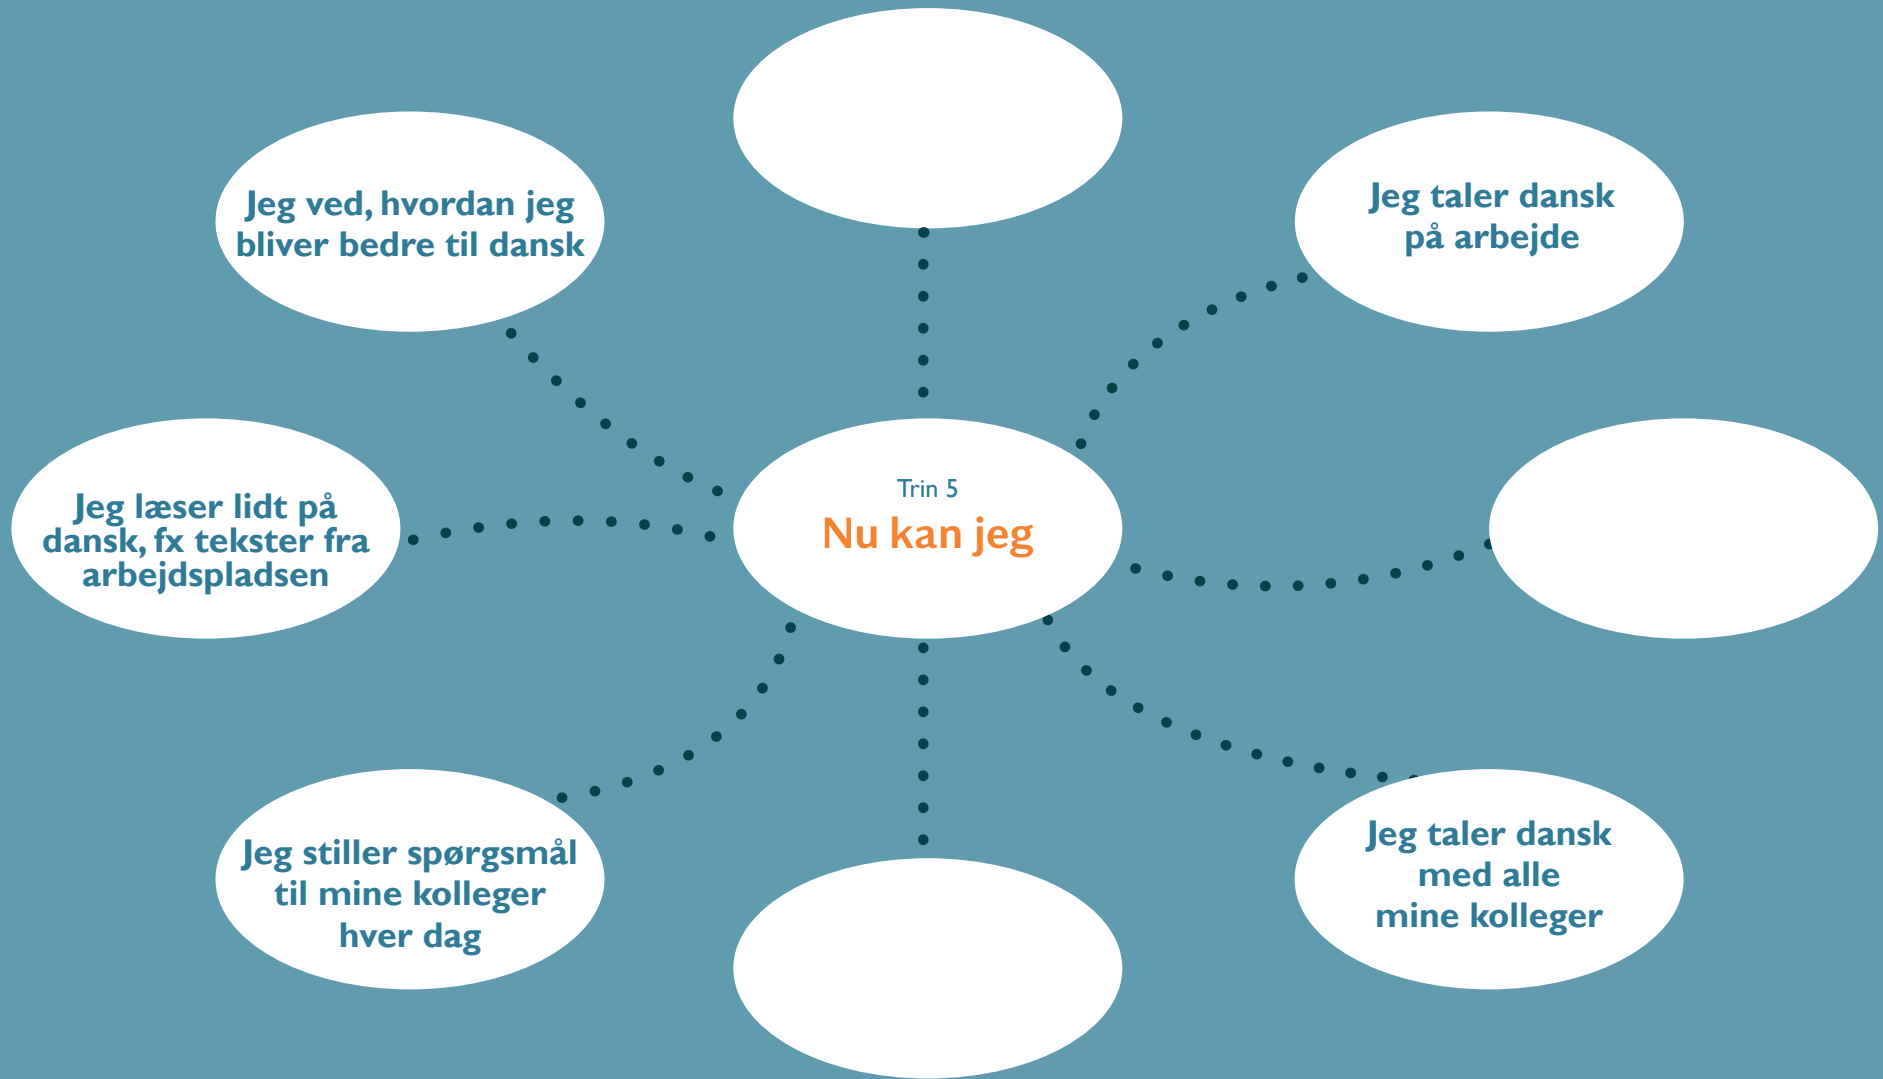 Jeg ved, hvordan jeg
bliver bedre til dansk
Jeg taler dansk
på arbejde
Jeg læser lidt på
dansk, fx tekster fra
arbejdspladsen
Trin 5
Nu kan jeg
Jeg stiller spørgsmål
til mine kolleger
hver dag
Jeg taler dansk
med alle
mine kolleger